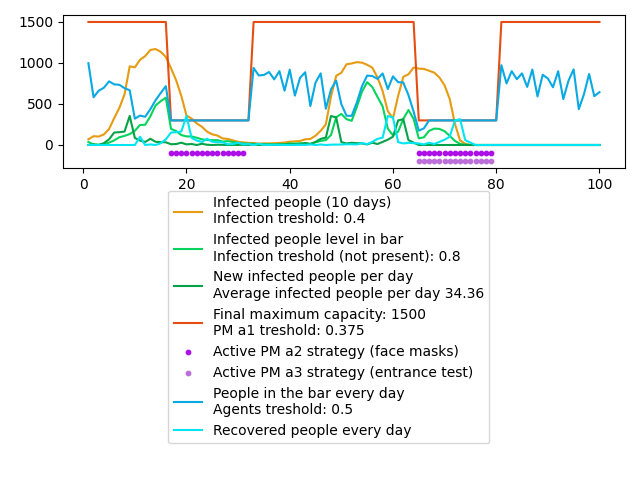 1500
1000
500
0
0
20
40
60
80
100
Infected people (10 days)
Infection treshold: 0.4
Infected people level in bar
Infection treshold (not present): 0.8
New infected people per day
Average infected people per day 34.36
Final maximum capacity: 1500
PM a1 treshold: 0.375
Active PM a2 strategy (face masks)
Active PM a3 strategy (entrance test)
People in the bar every day
Agents treshold: 0.5
Recovered people every day